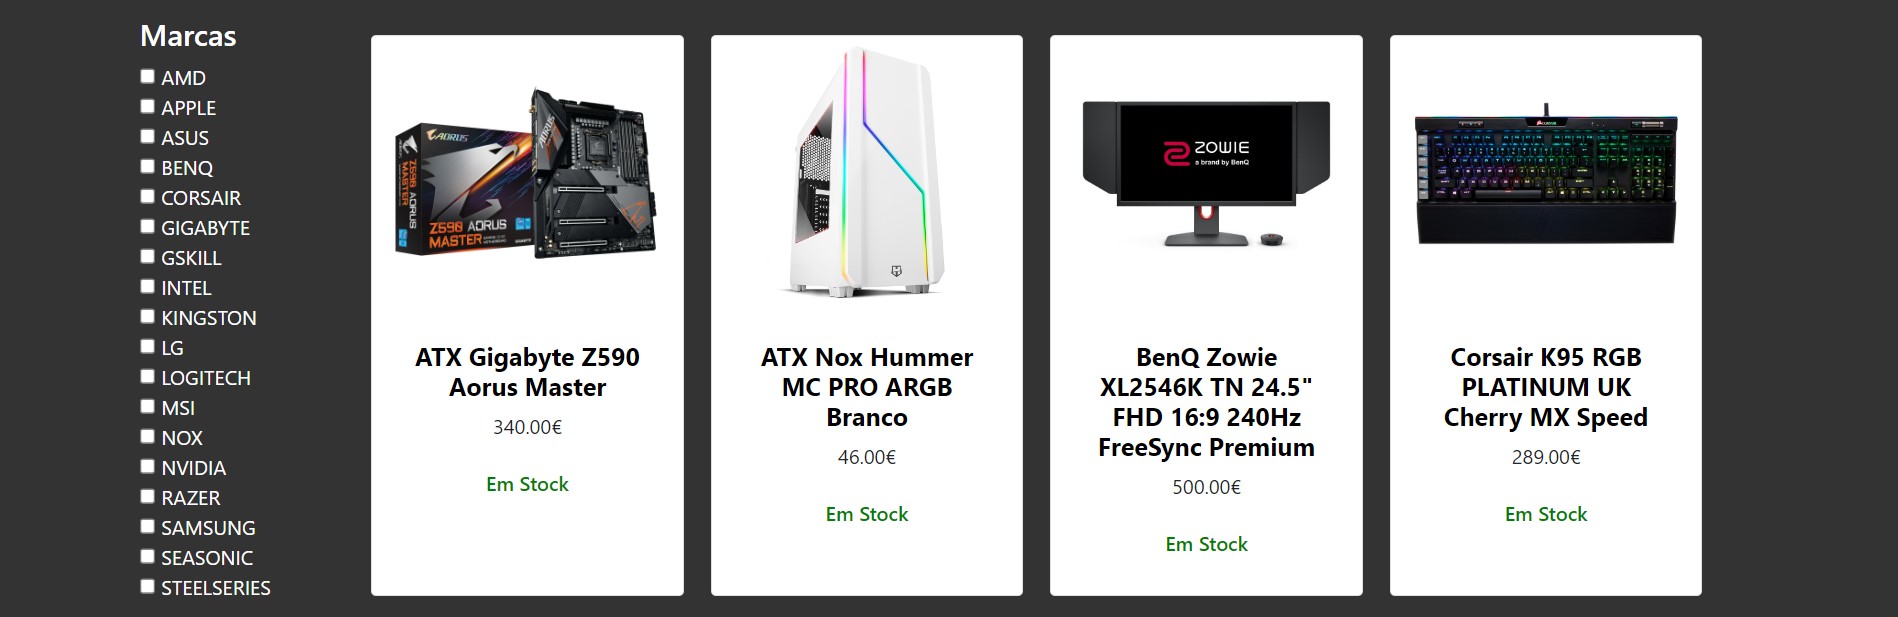 Marcas
AMD
APPLE
ASUS
BENQ
CORSAIR
GIGABYTE
GSKILL
INTEL
KINGSTON
LG
LOGITECH
MSI
NOX
NVIDIA
RAZER
SAMSUNG
SEASONIC
STEELSERIES
AORUS
Z590 AORUS
MASTER
Z590 AORUS
MASTER
ATX Gigabyte Z590
Aorus Master
340.00€
Em Stock
ATX Nox Hummer
MC PRO ARGB
Branco
46.00€
Em Stock
ZOWIE
a brand by BenQ
BenQ Zowie
XL2546K TN 24.5"
FHD 16:9 240Hz
FreeSync Premium
500.00€
Em Stock
Corsair K95 RGB
PLATINUM UK
Cherry MX Speed
289.00€
Em Stock